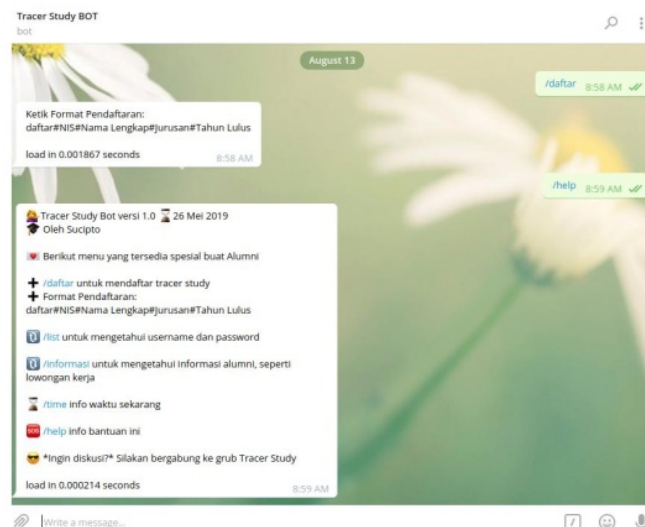 Tracer Study BOT
bot
August 13
/daftar 8:58 AM
Ketik Format Pendaftaran:
daftar#NIS#Nama Lengkap#Jurusan#Tahun Lulus
load in 0.001867 seconds
8:58 AM
/help 8:59 AM
Tracer Study Bot versi 1.0 26 Mei 2019
Oleh Sucipto
Berikut menu yang tersedia spesial buat Alumni
/daftar untuk mendaftar tracer study
Format Pendaftaran:
daftar#NIS#Nama Lengkap#Jurusan#Tahun Lulus
/list untuk mengetahui username dan password
/informasi untuk mengetahui informasi alumni, seperti
lowongan kerja
/time info waktu sekarang
SOS /help info bantuan ini
*Ingin diskusi?* Silakan bergabung ke grub Tracer Study
load in 0.000214 seconds
8:59 AM
Write a message...